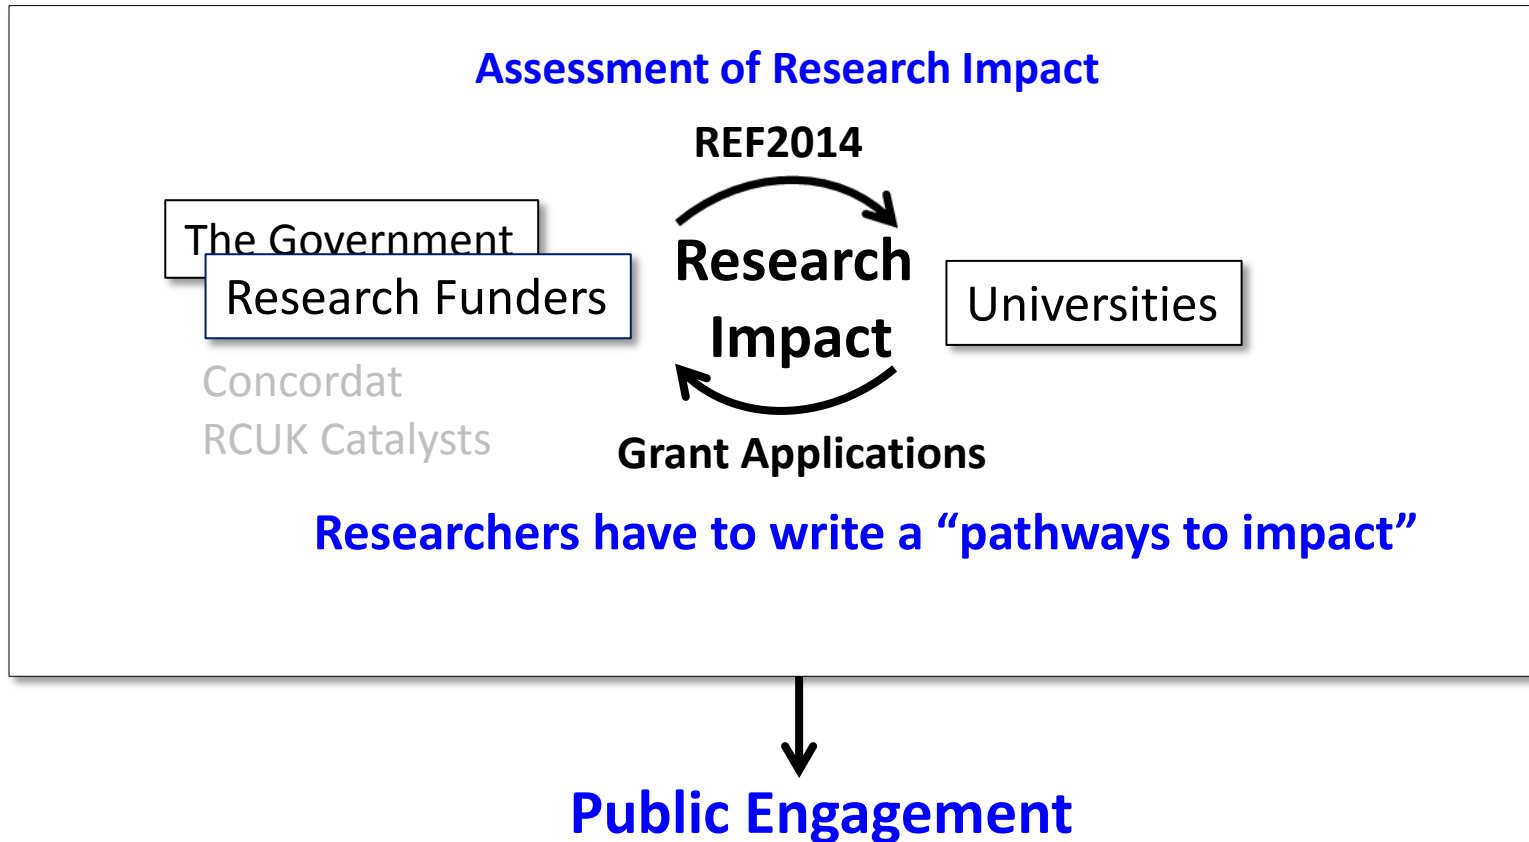 Assessment of Research Impact
REF2014
The Government
Research Funders
Concordat
RCUK Catalysts
Research
Impact
Universities
Grant Applications
Researchers have to write a “pathways to impact”
Public Engagement